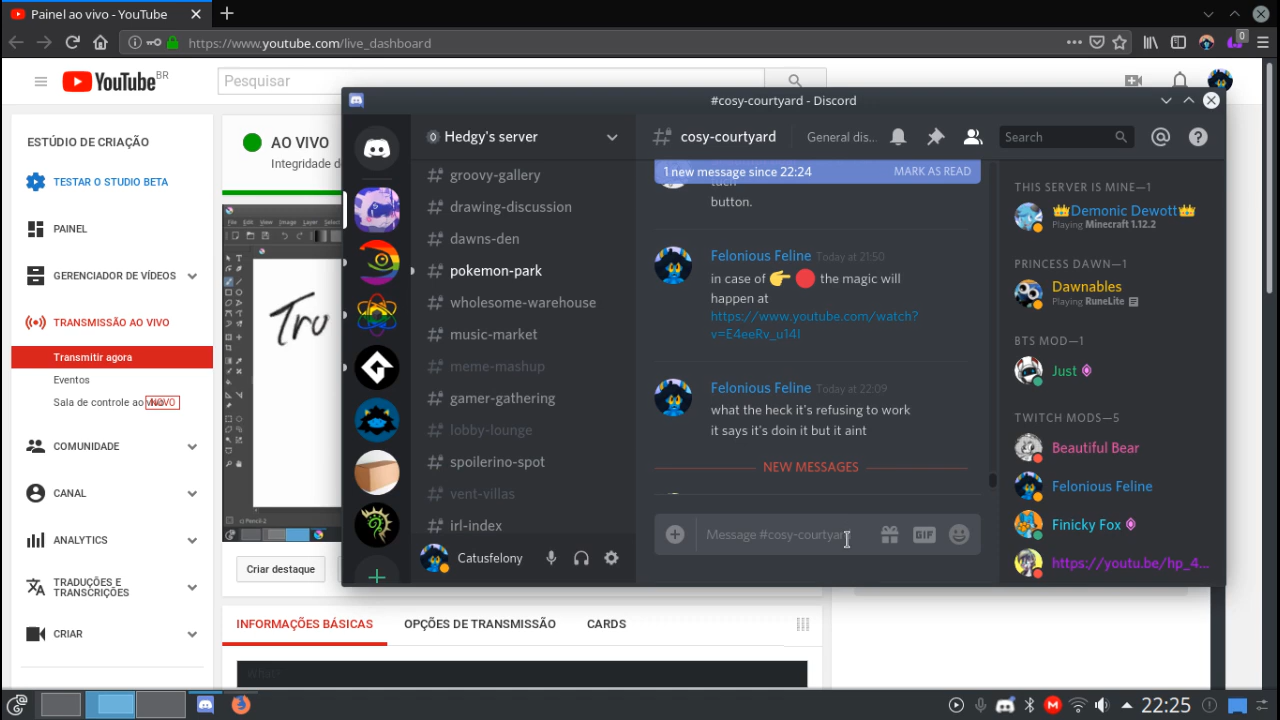 Painel ao vivo - YouTube
https://www.youtube.com/live_dashboard
0
YouTube BR
Pesquisar
ESTÚDIO DE CRIAÇÃO
TESTAR O STUDIO BETA
PAINEL
GERENCIADOR DE VÍDEOS
TRANSMISSÃO AO VIVO
Transmitir agora
Eventos
Sala de controle ao vivo
NOVO
COMUNIDADE
CANAL
ANALYTICS
TRADUÇÕES E
TRANSCRIÇÕES
CRIAR
AO VIVO
Integridade d
Tru
Criar destaque
INFORMAÇÕES BÁSICAS
OPÇÕES DE TRANSMISSÃO
CARDS
What!
#cosy-courtyard - Discord
Hedgy's server
groovy-gallery
drawing-discussion
dawns-den
pokemon-park
wholesome-warehouse
music-market
meme-mashup
gamer-gathering
lobby-lounge
spoilerino-spot
vent-villas
irl-index
Catusfelony
cosy-courtyard
General dis...
Search
1 new message since 22:24
MARK AS READ
button.
Felonious Feline Today at 21:50
in case of 👉 🔴 the magic will
happen at
https://www.youtube.com/watch?
v=E4eeRv_u14I
Felonious Feline Today at 22:09
what the heck it's refusing to work
it says it's doin it but it aint
NEW MESSAGES
Message #cosy-courtyard
GIF
THIS SERVER IS MINE—1
👑Demonic Dewott👑
Playing Minecraft 1.12.2
PRINCESS DAWN—1
Dawnables
Playing RuneLite
BTS MOD—1
Just
TWITCH MODS—5
Beautiful Bear
Felonious Feline
Finicky Fox
https://youtu.be/hp_4...
22:25